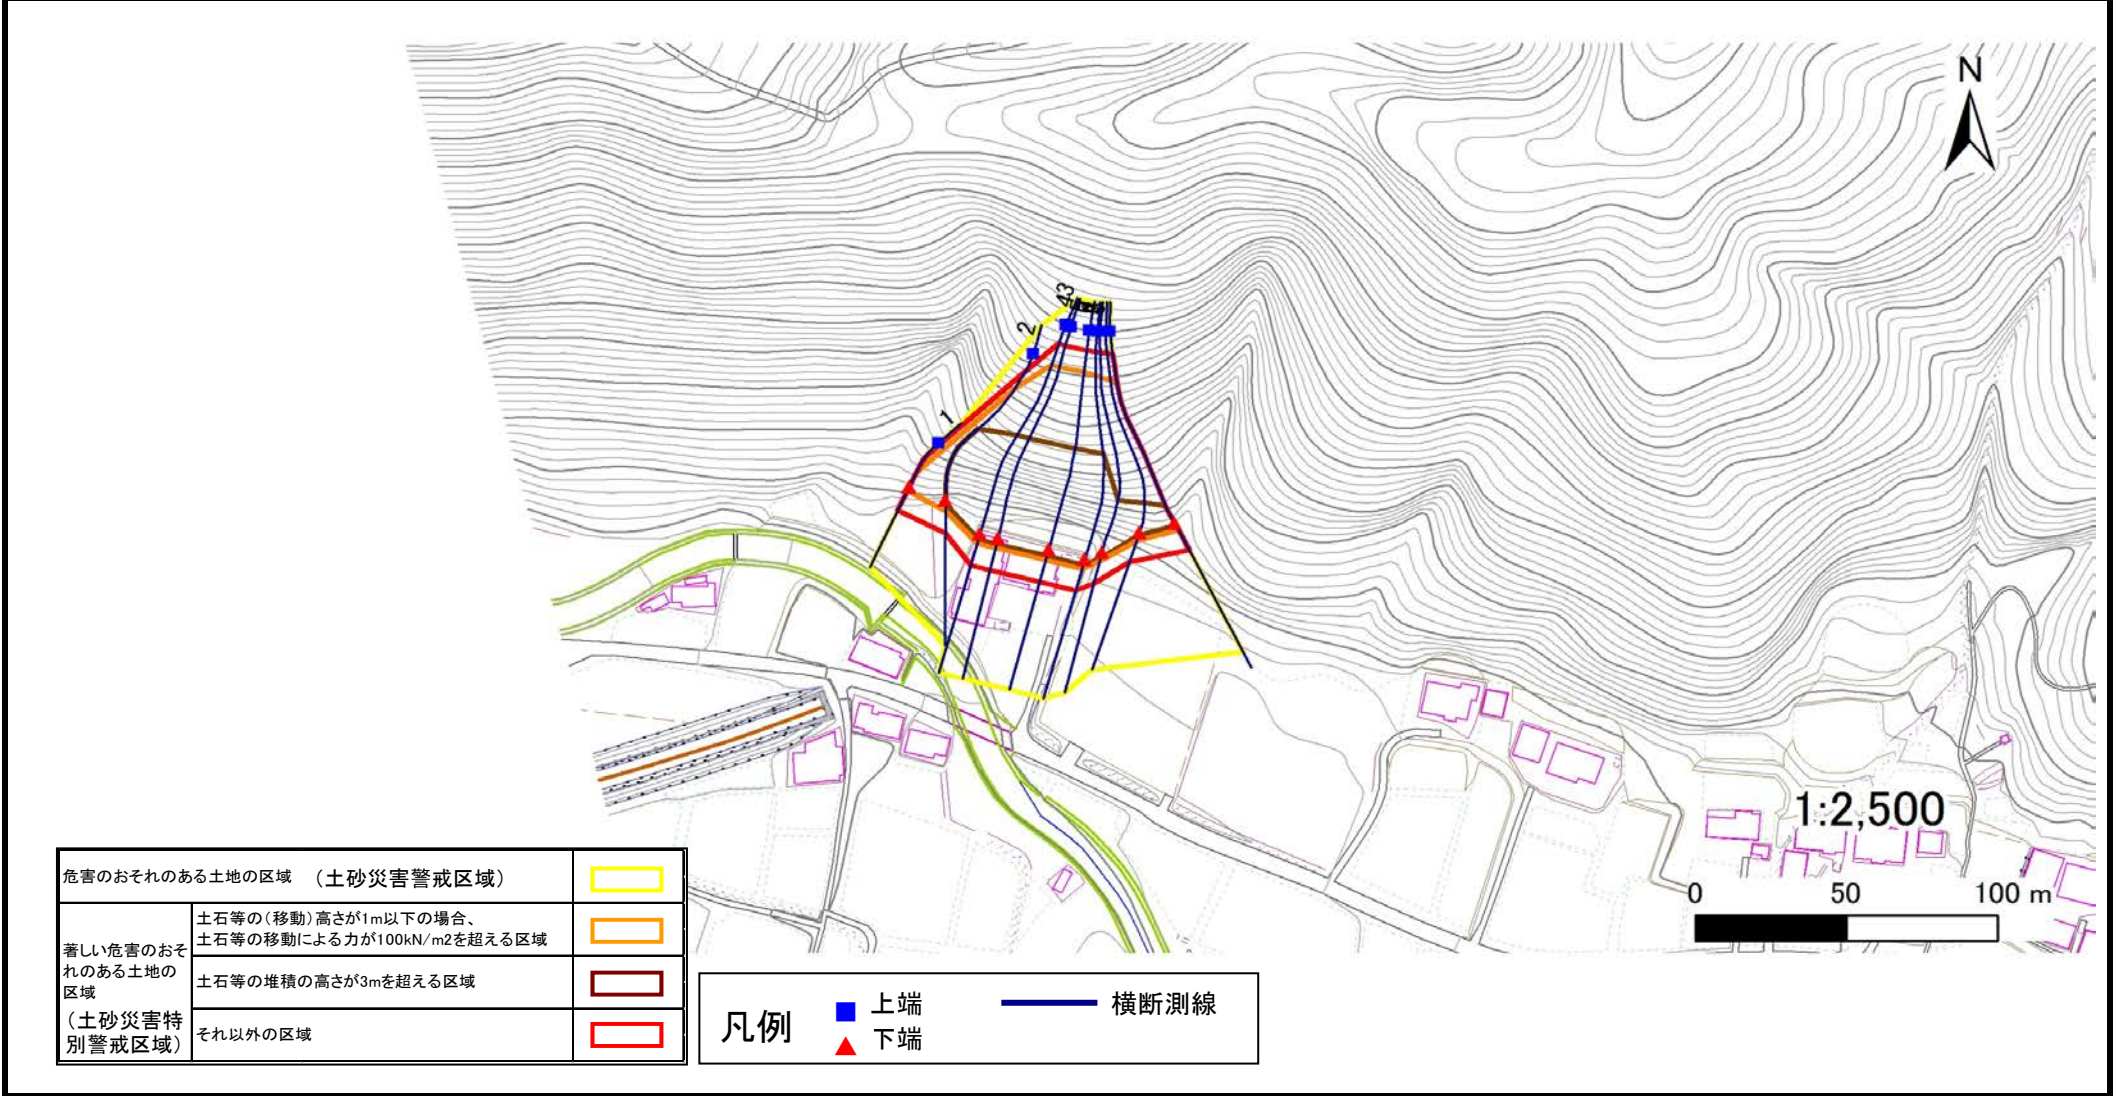 N
3
4
2
1
1:2,500
0 50 100 m
危害のおそれのある土地の区域 (土砂災害警戒区域)
著しい危害のおそ
れのある土地の
区域
(土砂災害特
別警戒区域)
土石等の(移動)高さが1m以下の場合、
土石等の移動による力が100kN/m2を超える区域
土石等の堆積の高さが3mを超える区域
それ以外の区域
凡例
上端
下端
横断測線